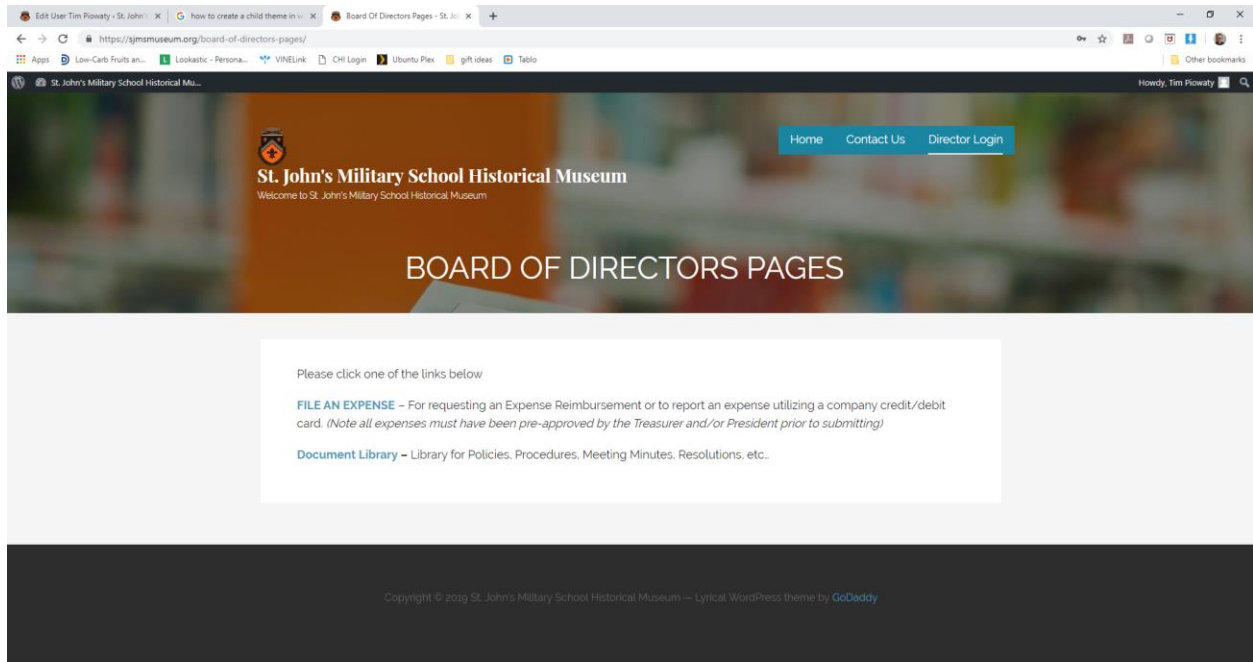 Edit User Tim Piowaty ‹ St. John's
how to create a child theme in w
Board Of Directors Pages - St. Jo
https://sjmsmuseum.org/board-of-directors-pages/
Apps Low-Carb Fruits an... Lookastic - Persona... VINELink CHI Login Ubuntu Plex gift ideas Tablo Other bookmarks
St. John's Military School Historical Mu... Howdy, Tim Piowaty
Home Contact Us Director Login
St. John's Military School Historical Museum
Welcome to St. John's Military School Historical Museum
BOARD OF DIRECTORS PAGES
Please click one of the links below
FILE AN EXPENSE – For requesting an Expense Reimbursement or to report an expense utilizing a company credit/debit
card. (Note all expenses must have been pre-approved by the Treasurer and/or President prior to submitting)
Document Library – Library for Policies, Procedures, Meeting Minutes, Resolutions, etc..
Copyright © 2019 St. John's Military School Historical Museum — Lyrical WordPress theme by GoDaddy